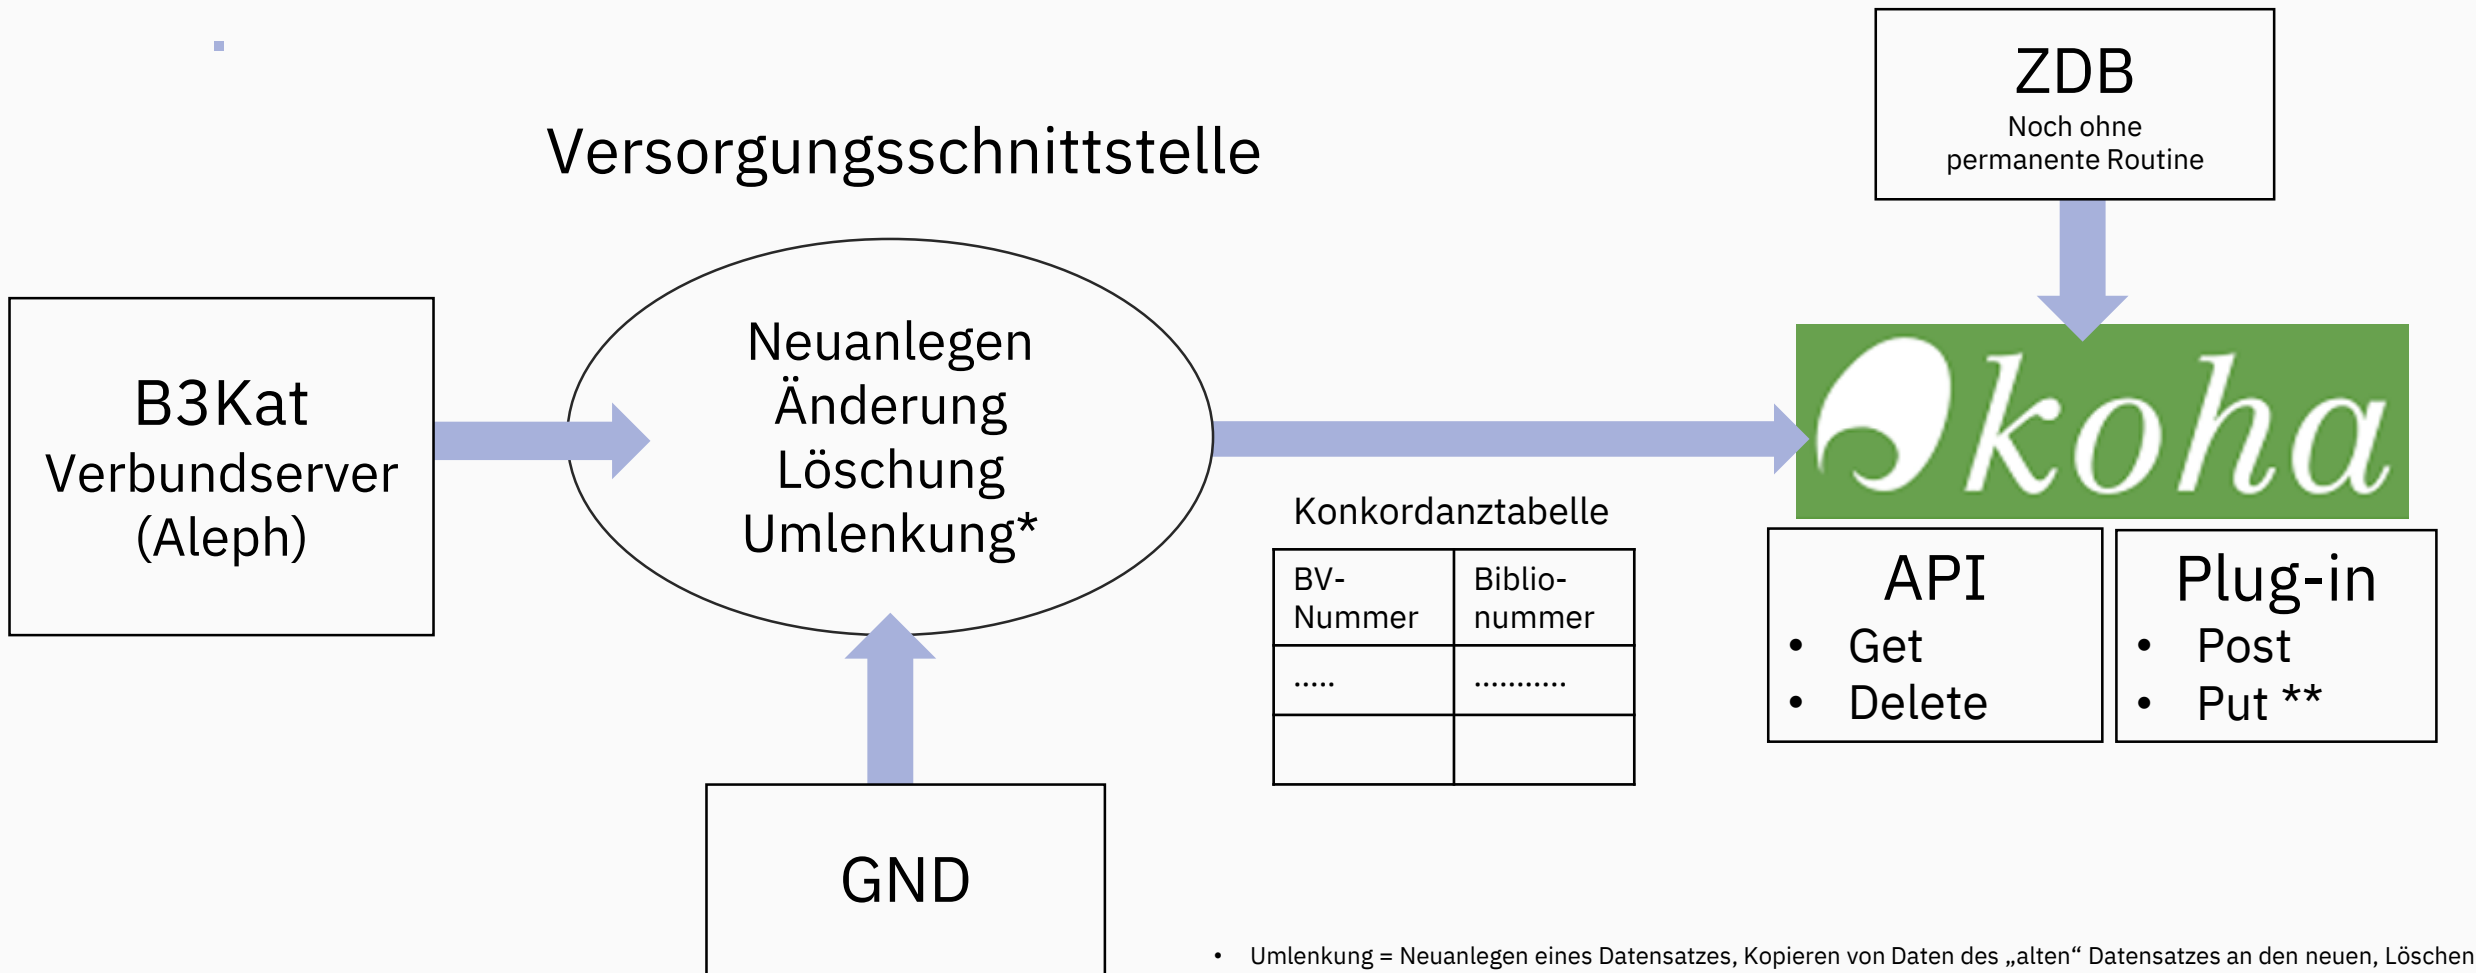 Versorgungsschnittstelle
ZDB
Noch ohne
permanente Routine
B3Kat
Verbundserver
(Aleph)
Neuanlegen
Änderung
Löschung
Umlenkung*
koha
Konkordanztabelle
BV-
Nummer
Biblio-
nummer
.....
...........
API
• Get
• Delete
Plug-in
• Post
• Put **
GND
• Umlenkung = Neuanlegen eines Datensatzes, Kopieren von Daten des „alten“ Datensatzes an den neuen, Löschen